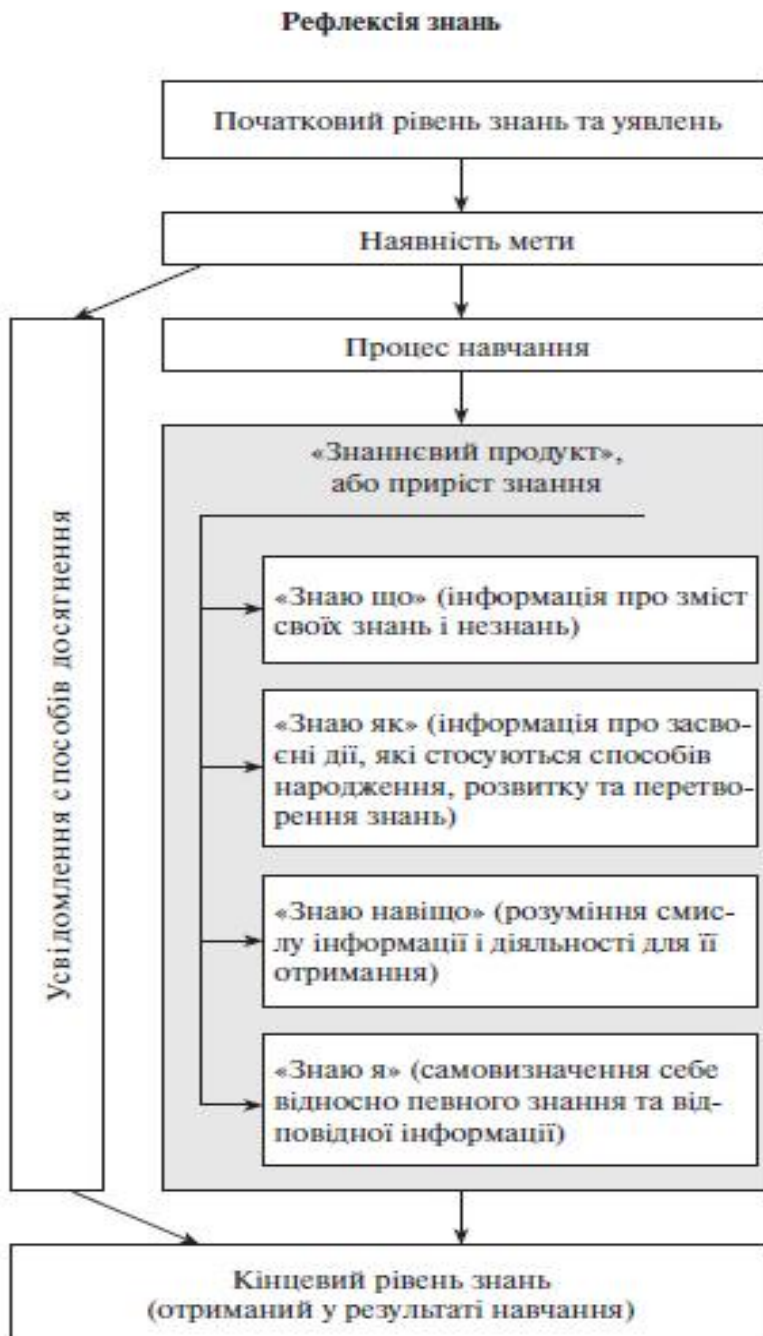 Рефлексія знань
Початковий рівень знань та уявлень
Наявність мети
Усвідомлення способів досягнення
Процес навчання
«Знаннєвий продукт»,
або приріст знання
«Знаю що» (інформація про зміст
своїх знань і незнань)
«Знаю як» (інформація про засво-
єні дії, які стосуються способів
народження, розвитку та перетво-
рення знань)
«Знаю навіщо» (розуміння смис-
лу інформації і діяльності для її
отримання)
«Знаю я» (самовизначення себе
відносно певного знання та від-
повідної інформації)
Кінцевий рівень знань
(отриманий у результаті навчання)